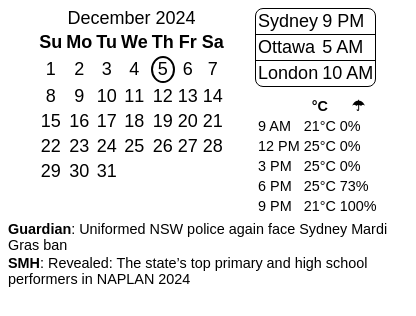 December 2024
Su Mo Tu We Th Fr Sa
1 2 3 4 5 6 7
8 9 10 11 12 13 14
15 16 17 18 19 20 21
22 23 24 25 26 27 28
29 30 31
Sydney 9 PM
Ottawa 5 AM
London 10 AM
°C ☂
9 AM 21°C 0%
12 PM 25°C 0%
3 PM 25°C 0%
6 PM 25°C 73%
9 PM 21°C 100%
Guardian: Uniformed NSW police again face Sydney Mardi
Gras ban
SMH: Revealed: The state’s top primary and high school
performers in NAPLAN 2024